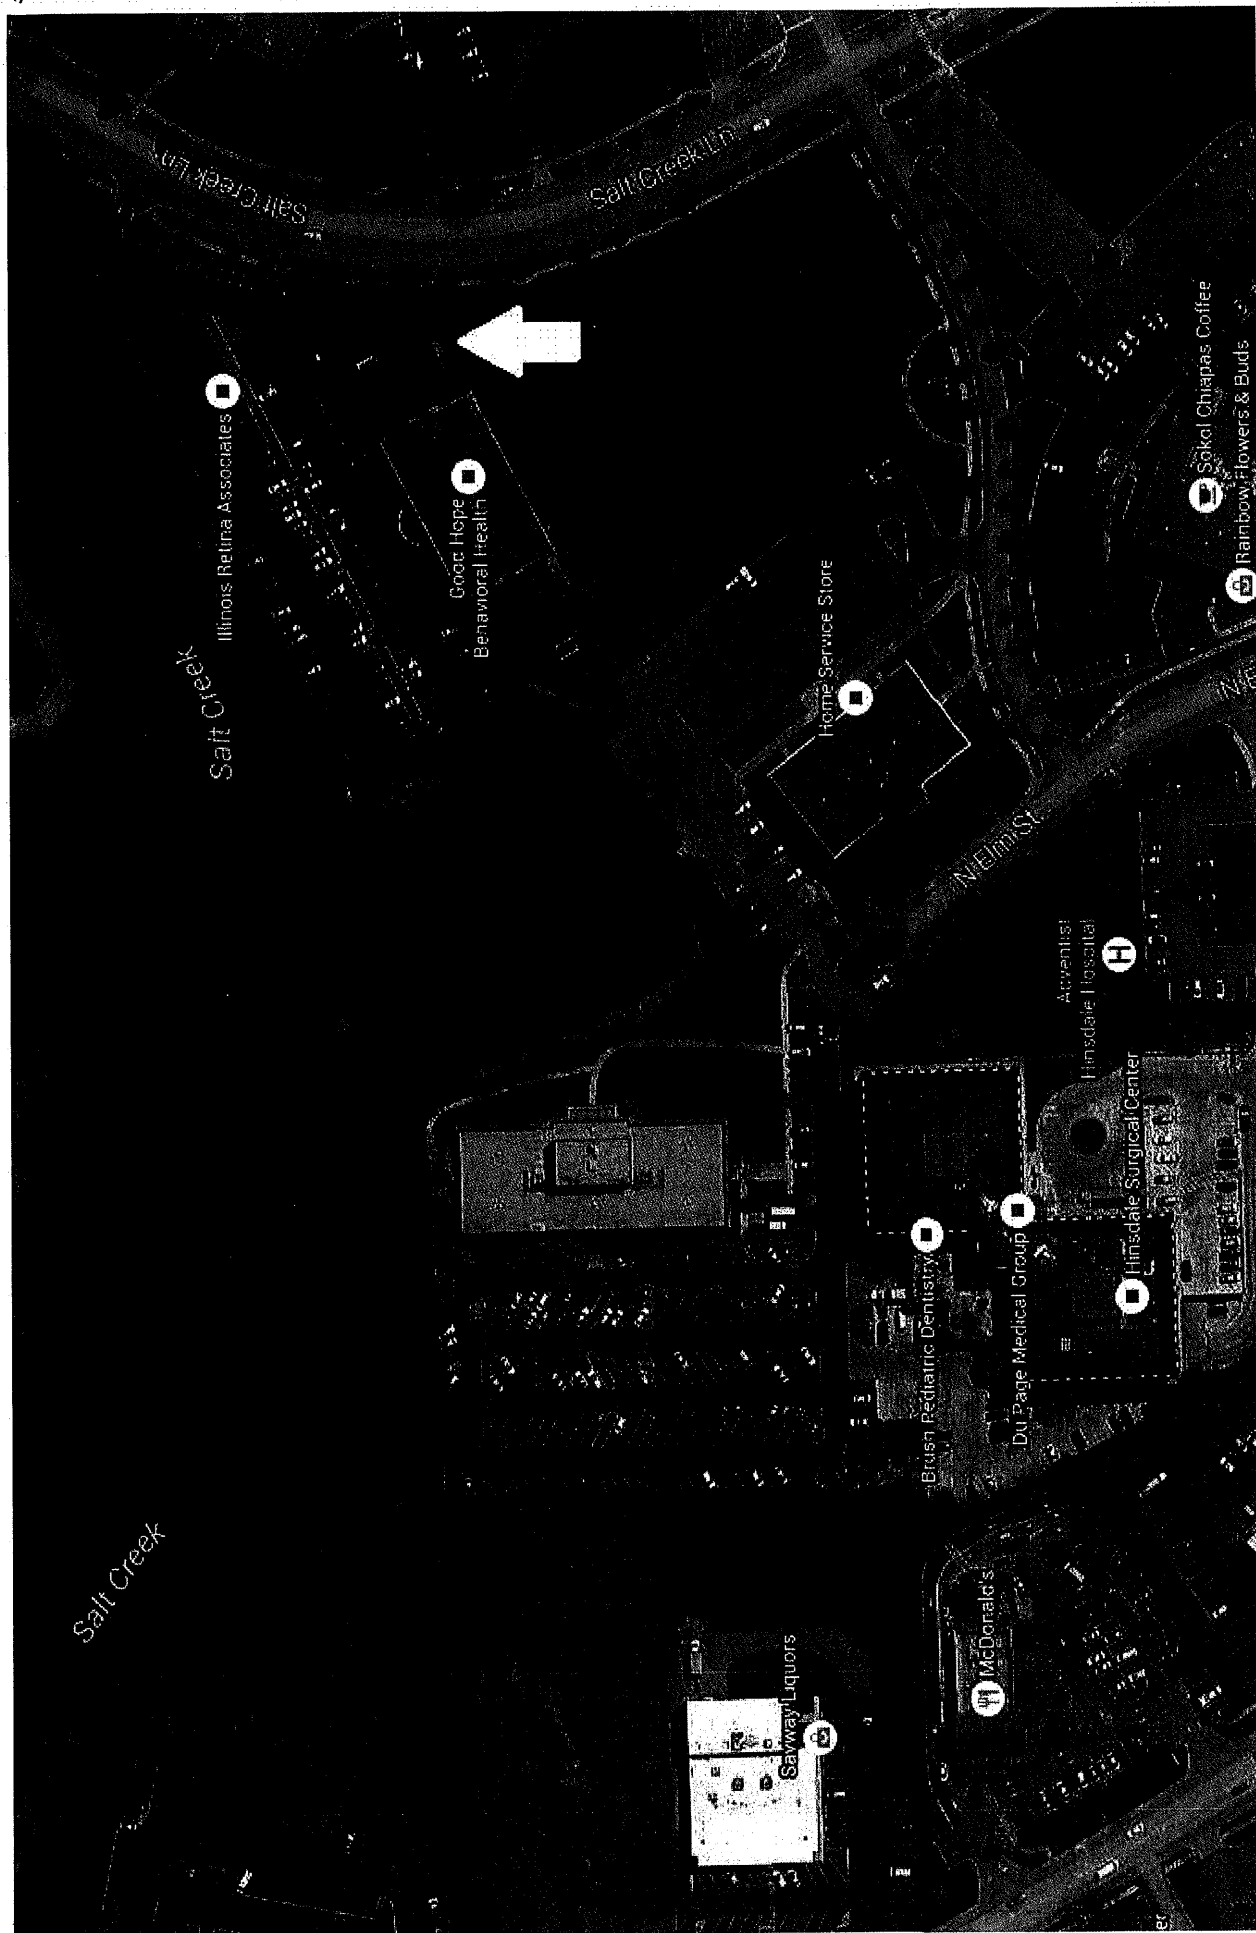 Salt Creek Ln
Salt Creek Ln
Illinois Retina Associates
Good Hope
Behavioral Health
Salt Creek
Home Service Store
Sokol Chiapas Coffee
Rainbow Flowers & Buds
N Elm St
Adventist
Hinsdale Hospital
H
Hinsdale Surgical Center
Du Page Medical Group
Brush Pediatric Dentistry
Salt Creek
McDonald's
Savway Liquors